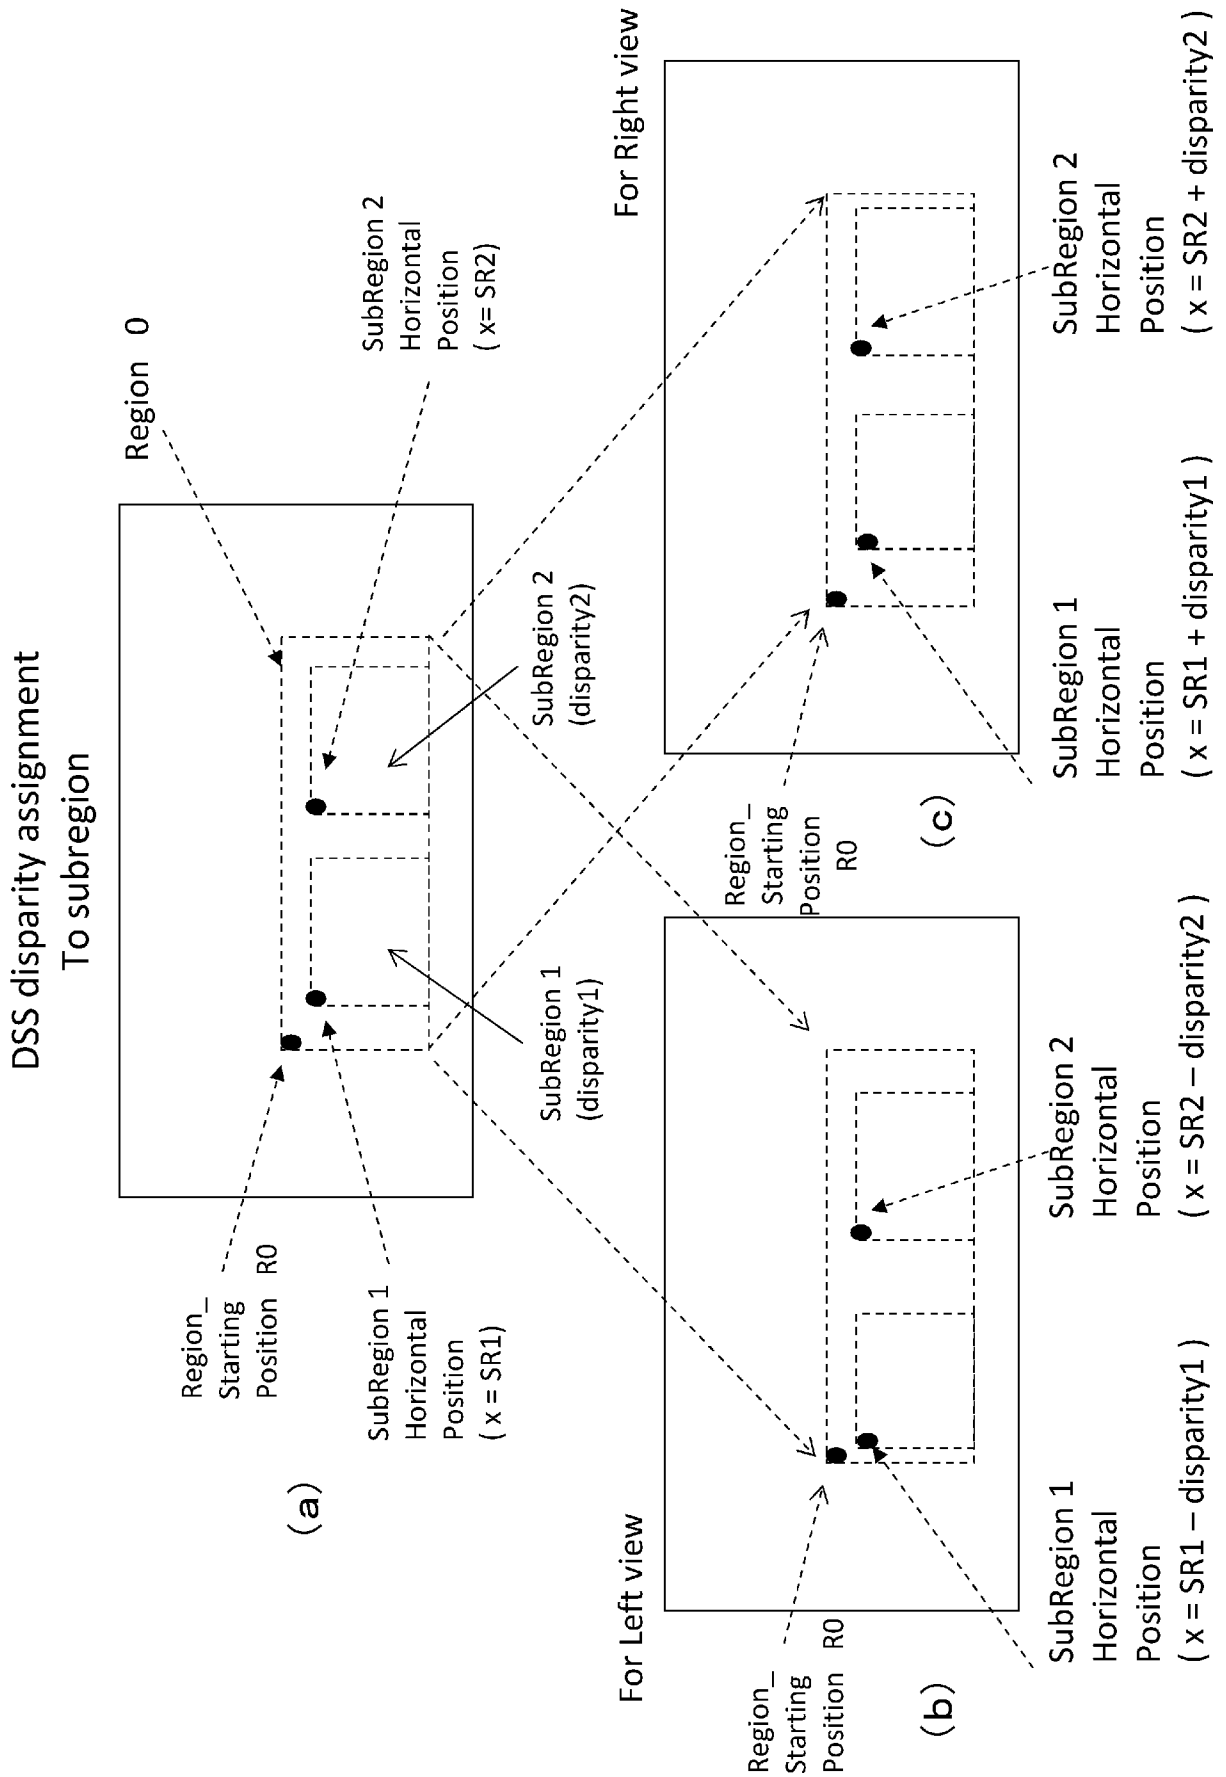 DSS disparity assignment
To subregion
(a)
Region_
Starting
Position R0
SubRegion 1
Horizontal
Position
( x = SR1)
Region 0
SubRegion 2
Horizontal
Position
( x= SR2)
SubRegion 1
(disparity1)
SubRegion 2
(disparity2)
For Left view
(b)
Region_
Starting
Position R0
SubRegion 1
Horizontal
Position
( x = SR1 – disparity1 )
SubRegion 2
Horizontal
Position
( x = SR2 – disparity2 )
For Right view
(c)
Region_
Starting
Position
R0
SubRegion 1
Horizontal
Position
( x = SR1 + disparity1 )
SubRegion 2
Horizontal
Position
( x = SR2 + disparity2 )